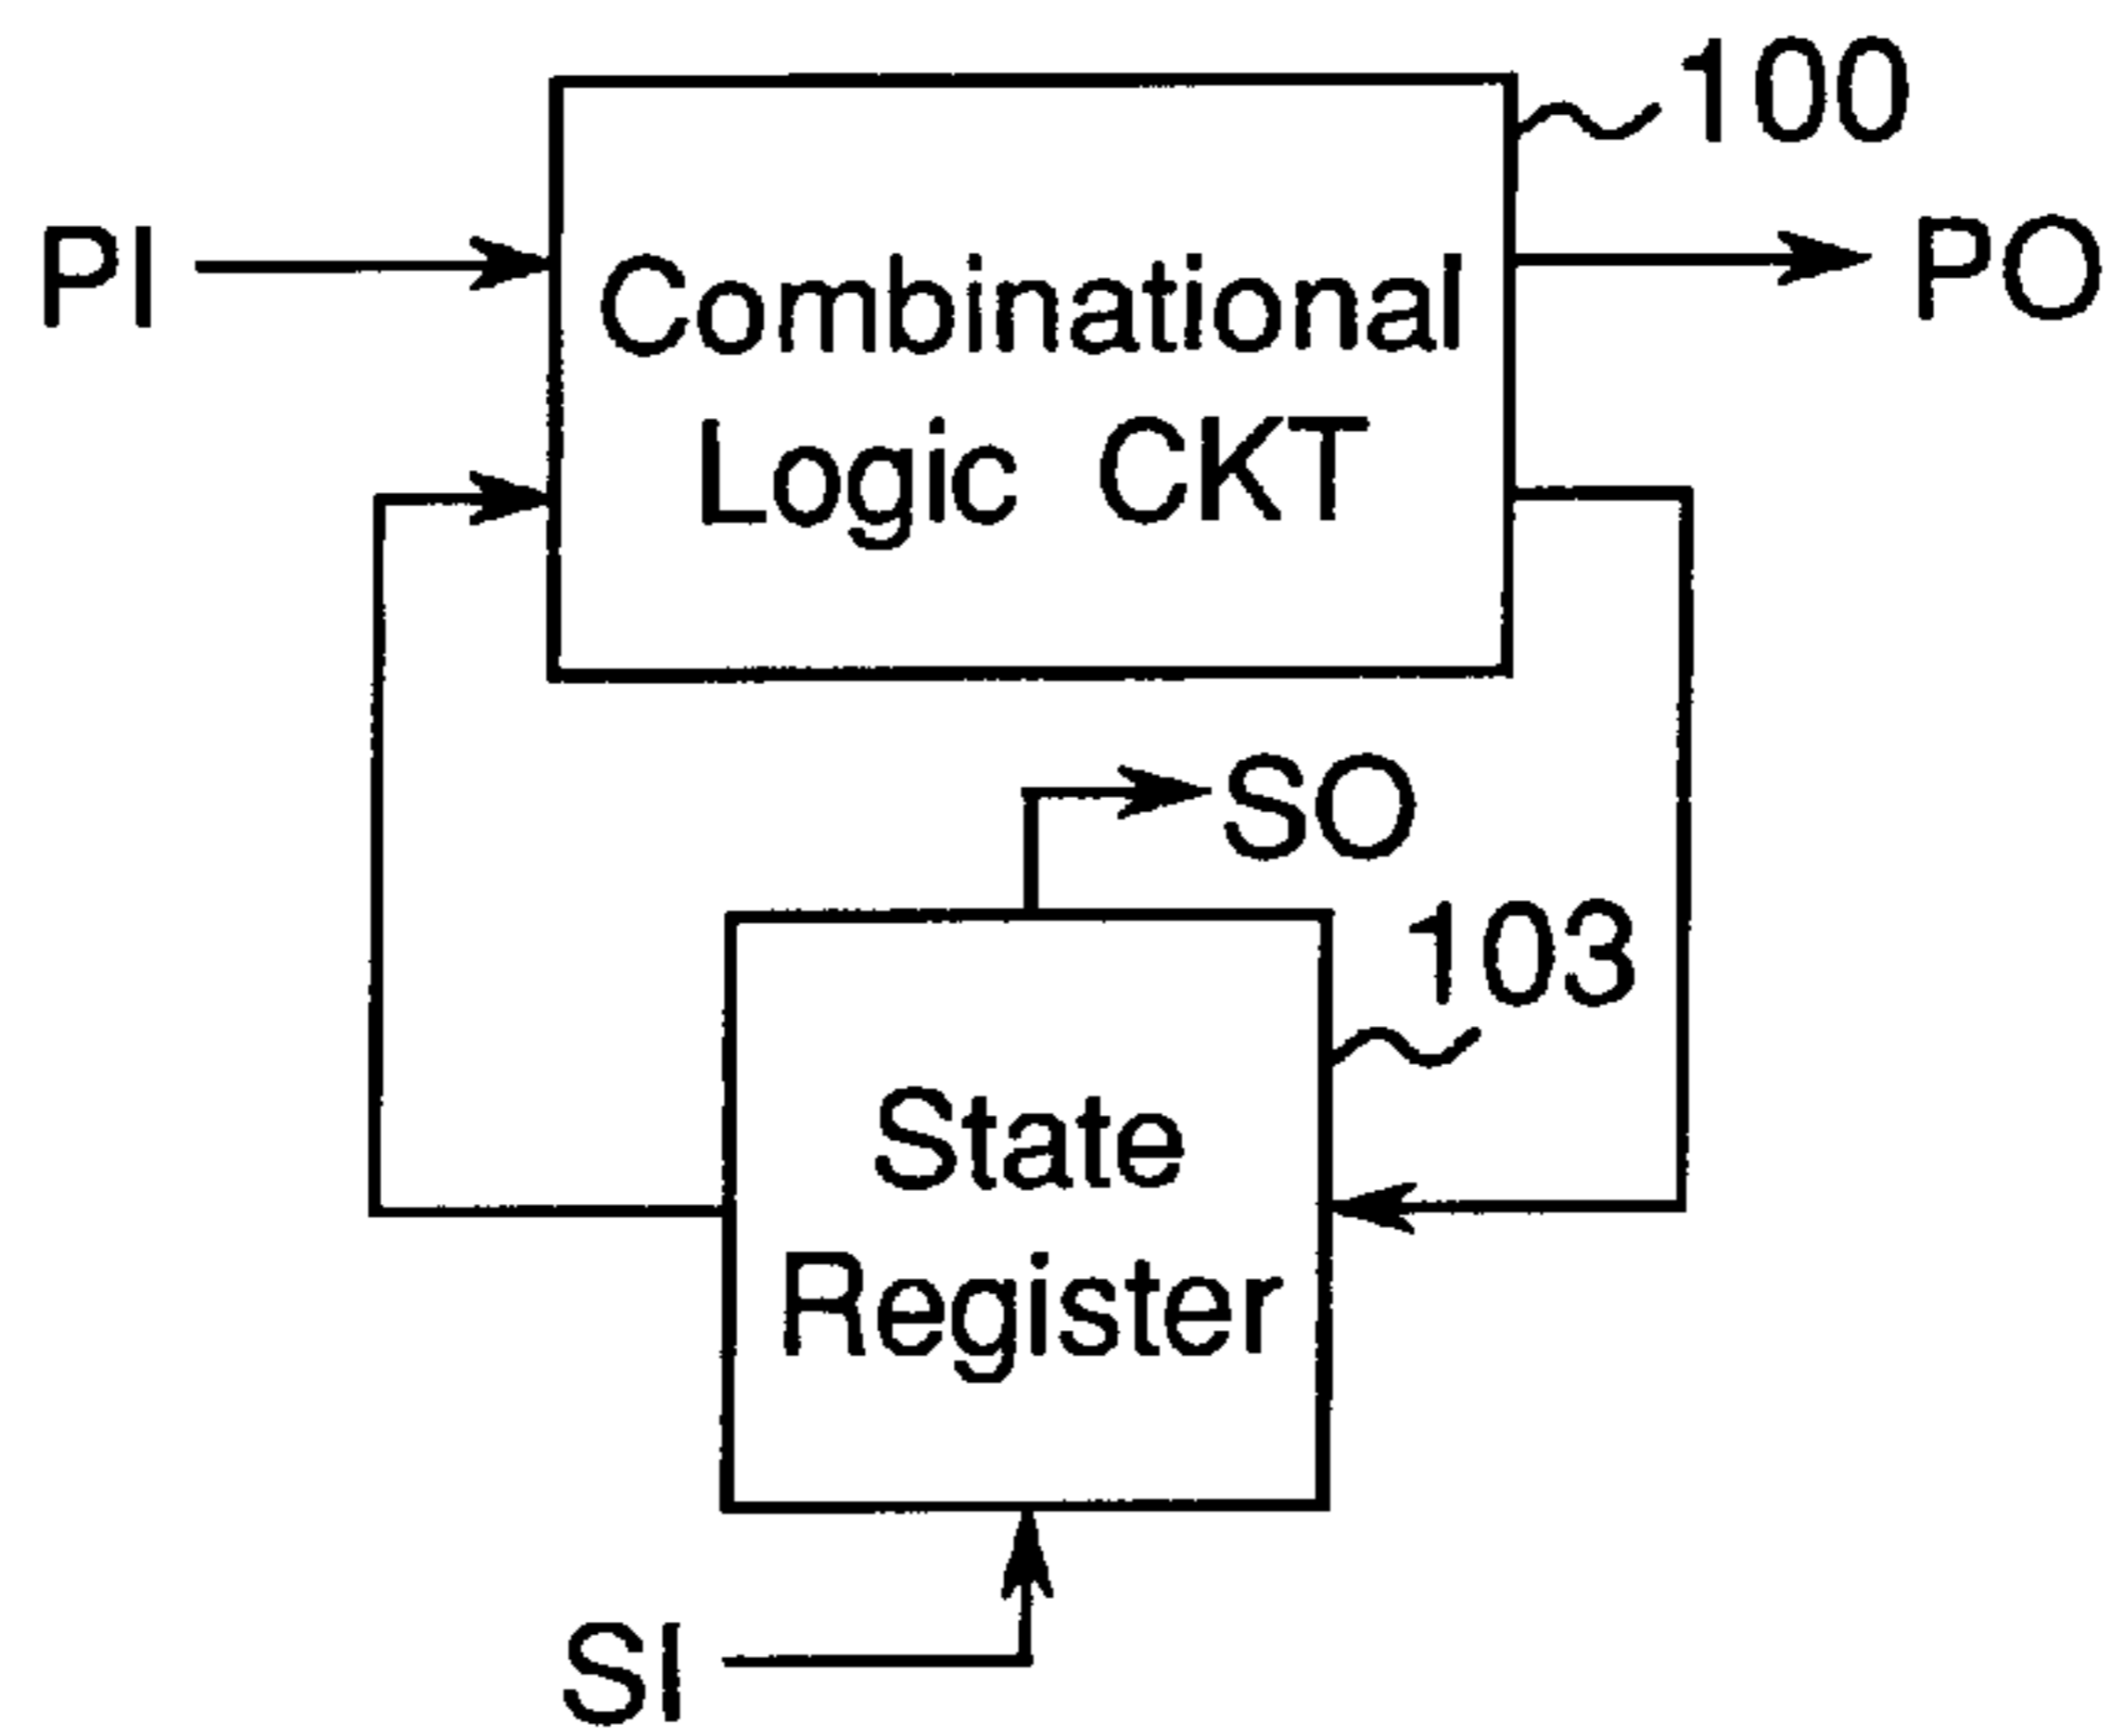 100
PI
PO
Combinational
Logic CKT
SO
103
State
Register
SI